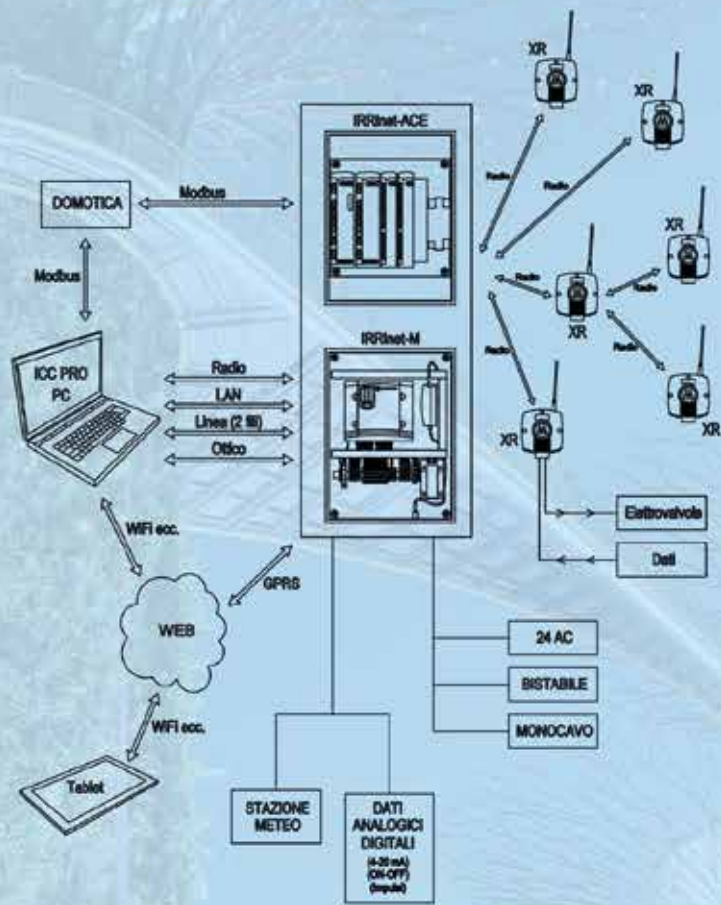 XR
XR
IRRInet-ACE
Radio
Radio
Modbus
DOMOTICA
XR
XR
Modbus
Radio
Radio
IRRInet-M
XR
Radio
Radio
ICC PRO
PC
Radio
LAN
Linea (2 fili)
Ottico
XR
XR
Elettrovalvola
Dati
WiFi ecc.
GPRS
WEB
24 AC
BISTABILE
MONOCAVO
WiFi ecc.
Tablet
STAZIONE
METEO
DATI
ANALOGICI
DIGITALI
(4-20 mA)
(ON-OFF)
(Impulsi)